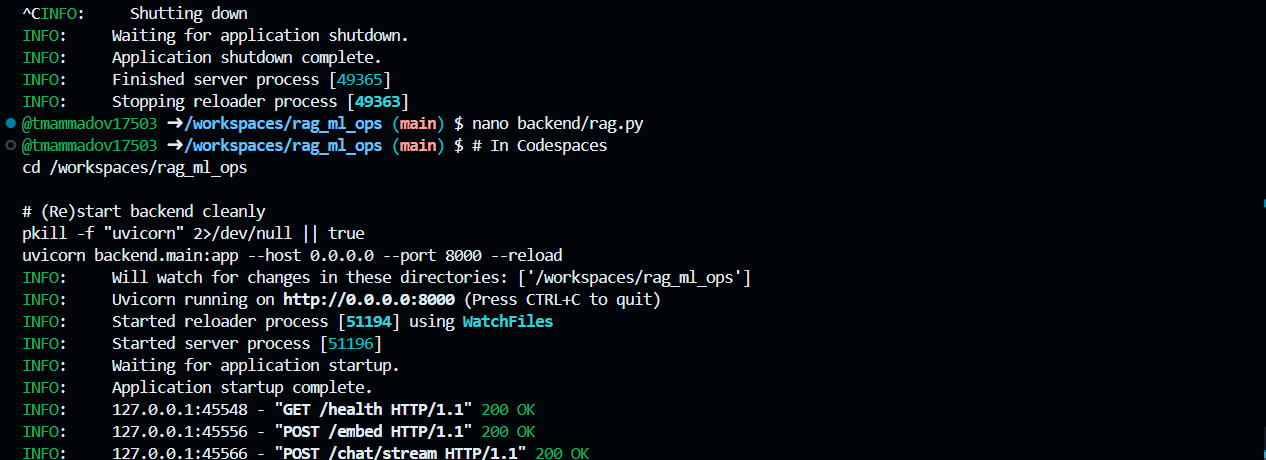 ^CINFO:     Shutting down
INFO:     Waiting for application shutdown.
INFO:     Application shutdown complete.
INFO:     Finished server process [49365]
INFO:     Stopping reloader process [49363]
@tmammadov17503 ➜/workspaces/rag_ml_ops (main) $ nano backend/rag.py
@tmammadov17503 ➜/workspaces/rag_ml_ops (main) $ # In Codespaces
cd /workspaces/rag_ml_ops
# (Re)start backend cleanly
pkill -f "uvicorn" 2>/dev/null || true
uvicorn backend.main:app --host 0.0.0.0 --port 8000 --reload
INFO:     Will watch for changes in these directories: ['/workspaces/rag_ml_ops']
INFO:     Uvicorn running on http://0.0.0.0:8000 (Press CTRL+C to quit)
INFO:     Started reloader process [51194] using WatchFiles
INFO:     Started server process [51196]
INFO:     Waiting for application startup.
INFO:     Application startup complete.
INFO:     127.0.0.1:45548 - "GET /health HTTP/1.1" 200 OK
INFO:     127.0.0.1:45556 - "POST /embed HTTP/1.1" 200 OK
INFO:     127.0.0.1:45566 - "POST /chat/stream HTTP/1.1" 200 OK